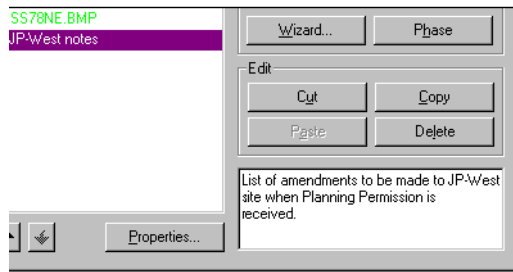 SS78NE.BMP
JP-West notes
Wizard... Phase
Edit
Cut Copy
Paste Delete
List of amendments to be made to JP-West
site when Planning Permission is
received.
Properties...